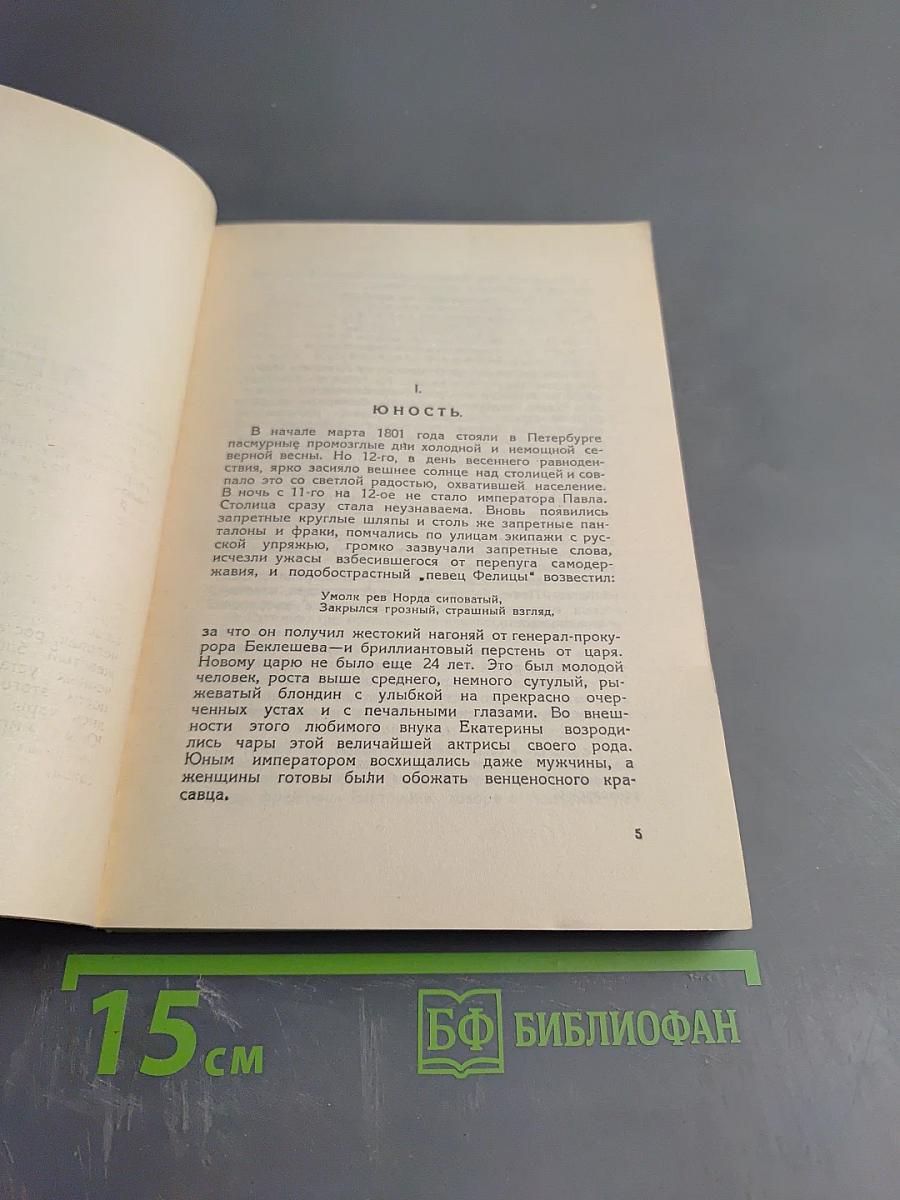 I.
ЮНОСТЬ.
В начале марта 1801 года стояли в Петербурге
пасмурные промозглые дни холодной и немощной се-
верной весны. Но 12-го, в день весеннего равноден-
ствия, ярко засияло вешнее солнце над столицей и сов-
пало это со светлой радостью, охватившей население.
В ночь с 11-го на 12-ое не стало императора Павла.
Столица сразу стала неузнаваема. Вновь появились
запретные круглые шляпы и столь же запретные пан-
талоны и фраки, помчались по улицам экипажи с рус-
ской упряжью, громко зазвучали запретные слова,
исчезли ужасы взбесившегося от перепуга самодер-
жавия, и подобострастный „певец Фелицы“ возвестил:
Умолк рев Норда сиповатый,
Закрылся грозный, страшный взгляд,
за что он получил жестокий нагоняй от генерал-проку-
рора Беклешева—и бриллиантовый перстень от царя.
Новому царю не было еще 24 лет. Это был молодой
человек, роста выше среднего, немного сутулый, ры-
жеватый блондин с улыбкой на прекрасно очер-
ченных устах и с печальными глазами. Во внеш-
ности этого любимого внука Екатерины возроди-
лись чары этой величайшей актрисы своего рода.
Юным императором восхищались даже мужчины, а
женщины готовы были обожать венценосного кра-
савца.
5
15 см
БФ БИБЛИОФАН